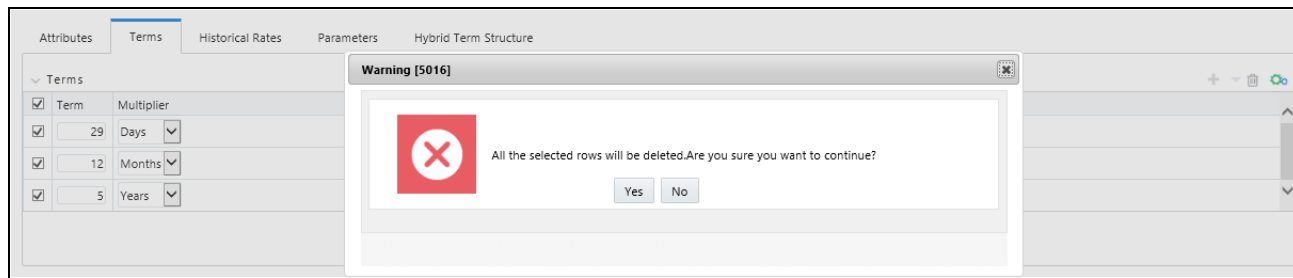 Attributes Terms Historical Rates Parameters Hybrid Term Structure
Warning [5016]
Terms
Term Multiplier
29 Days
12 Months
5 Years
All the selected rows will be deleted.Are you sure you want to continue?
Yes No